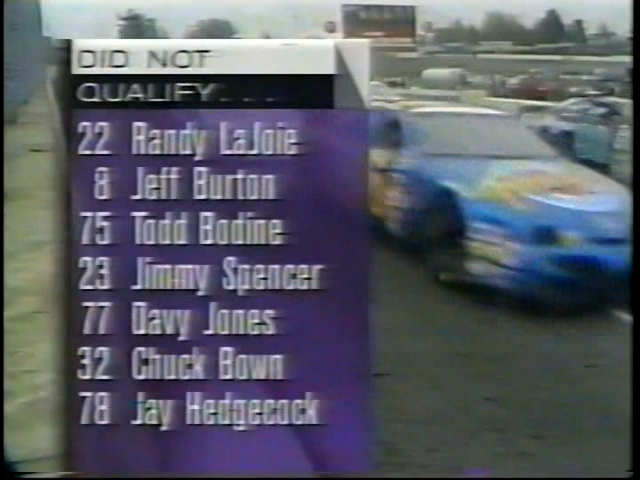 DID NOT
QUALIFY....
22 Randy LaJoie
8 Jeff Burton
75 Todd Bodine
23 Jimmy Spencer
77 Davy Jones
32 Chuck Bown
78 Jay Hedgecock